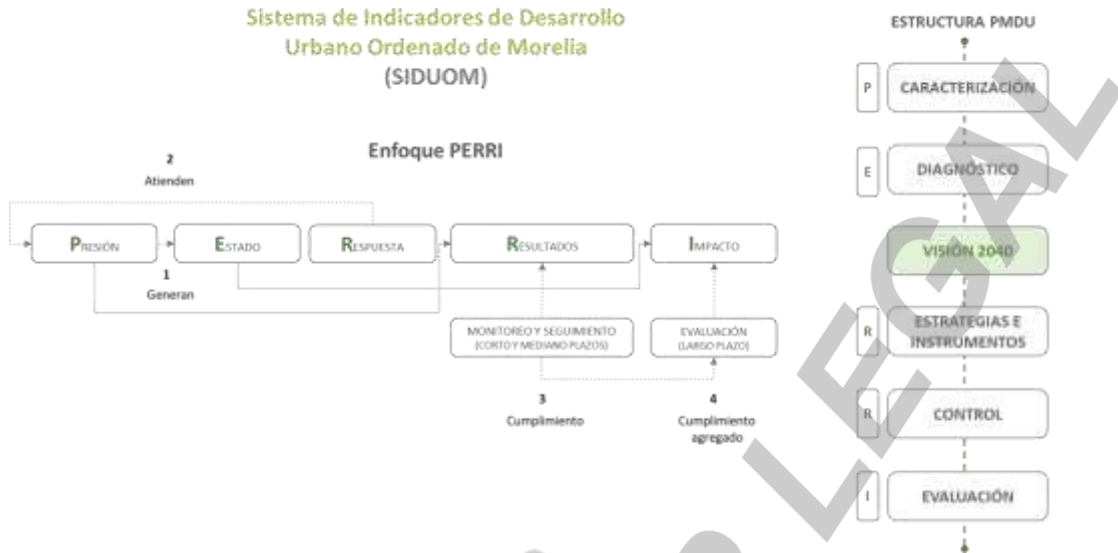 Sistema de Indicadores de Desarrollo
Urbano Ordenado de Morelia
(SIDUOM)
Enfoque PERRI
2
Atienden
PRESIÓN
ESTADO
RESPUESTA
RESULTADOS
IMPACTO
1
Generan
MONITOREO Y SEGUIMIENTO
(CORTO Y MEDIANO PLAZOS)
EVALUACIÓN
(LARGO PLAZO)
3
Cumplimiento
4
Cumplimiento
agregado
ESTRUCTURA PMDU
P
CARACTERIZACIÓN
E
DIAGNÓSTICO
VISIÓN 2040
R
ESTRATEGIAS E
INSTRUMENTOS
R
CONTROL
I
EVALUACIÓN
LEGAL